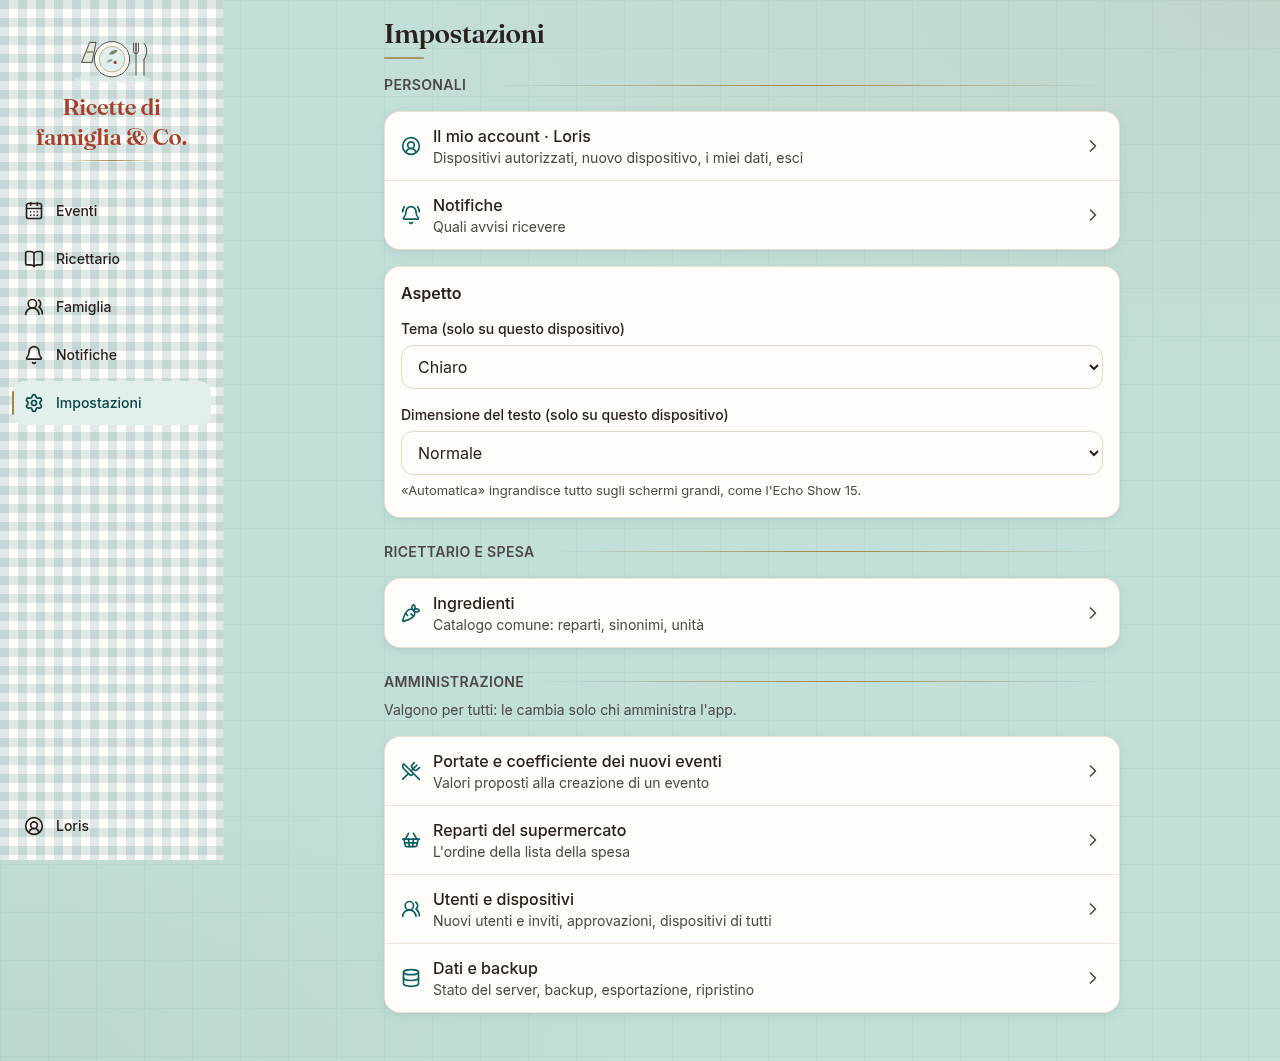 Ricette di
famiglia & Co.
Eventi
Ricettario
Famiglia
Notifiche
Impostazioni
Loris
Impostazioni
PERSONALI
Il mio account · Loris
Dispositivi autorizzati, nuovo dispositivo, i miei dati, esci
Notifiche
Quali avvisi ricevere
Aspetto
Tema (solo su questo dispositivo)
Chiaro
Dimensione del testo (solo su questo dispositivo)
Normale
«Automatica» ingrandisce tutto sugli schermi grandi, come l'Echo Show 15.
RICETTARIO E SPESA
Ingredienti
Catalogo comune: reparti, sinonimi, unità
AMMINISTRAZIONE
Valgono per tutti: le cambia solo chi amministra l'app.
Portate e coefficiente dei nuovi eventi
Valori proposti alla creazione di un evento
Reparti del supermercato
L'ordine della lista della spesa
Utenti e dispositivi
Nuovi utenti e inviti, approvazioni, dispositivi di tutti
Dati e backup
Stato del server, backup, esportazione, ripristino